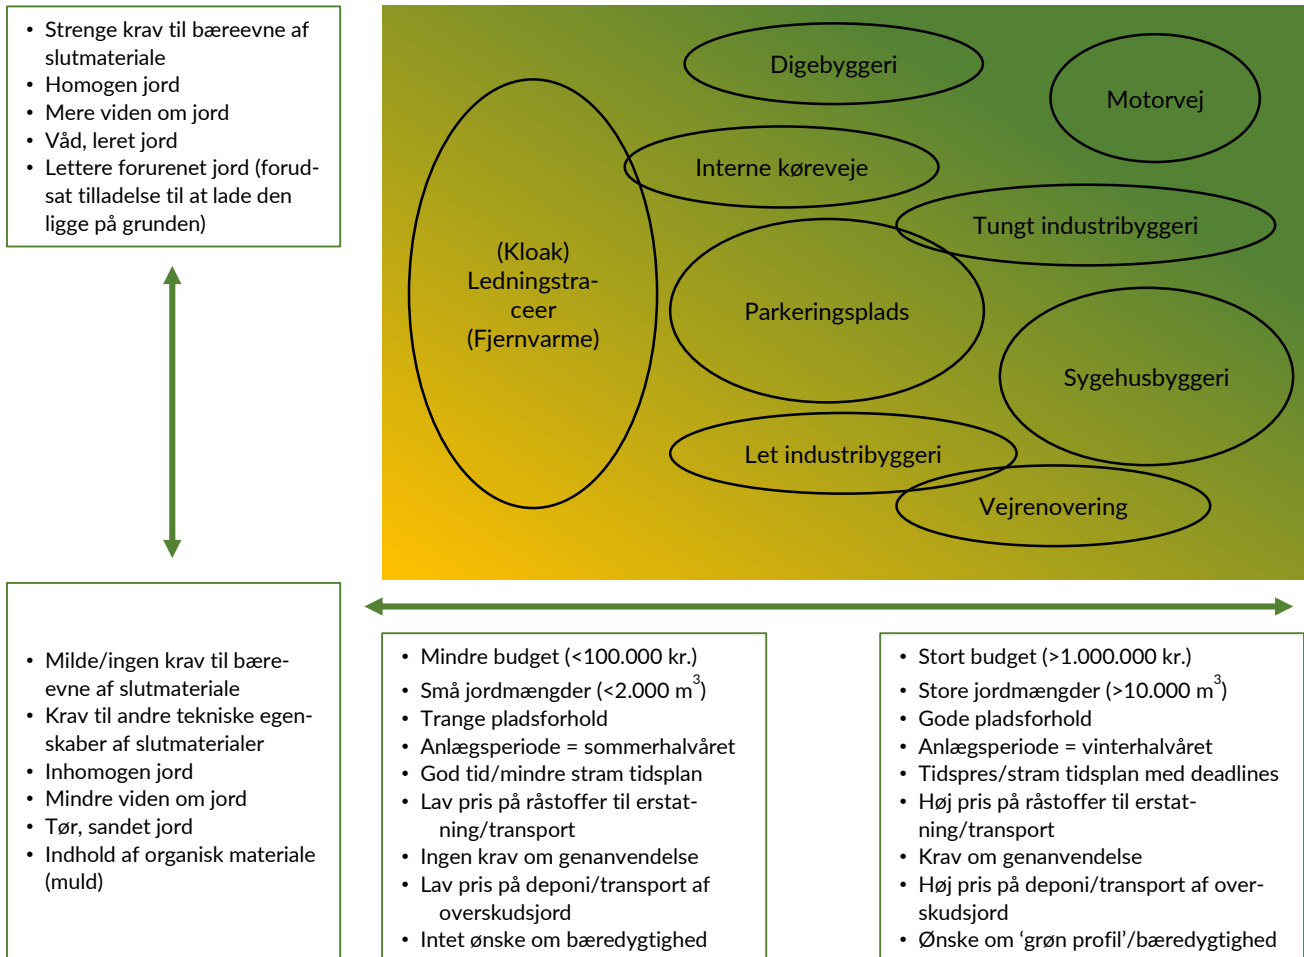 • Strenge krav til bæreevne af
slutmateriale
• Homogen jord
• Mere viden om jord
• Våd, leret jord
• Lettere forurenet jord (forud-
sat tilladelse til at lade den
ligge på grunden)
Digebyggeri
Motorvej
Interne køreveje
Tungt industribyggeri
(Kloak)
Ledningstra-
ceer
(Fjernvarme)
Parkeringsplads
Sygehusbyggeri
Let industribyggeri
Vejrenovering
• Milde/ingen krav til bære-
evne af slutmateriale
• Krav til andre tekniske egen-
skaber af slutmaterialer
• Inhomogen jord
• Mindre viden om jord
• Tør, sandet jord
• Indhold af organisk materiale
(muld)
• Mindre budget (<100.000 kr.)
• Små jordmængder (<2.000 m³)
• Trange pladsforhold
• Anlægsperiode = sommerhalvåret
• God tid/mindre stram tidsplan
• Lav pris på råstoffer til erstat-
ning/transport
• Ingen krav om genanvendelse
• Lav pris på deponi/transport af
overskudsjord
• Intet ønske om bæredygtighed
• Stort budget (>1.000.000 kr.)
• Store jordmængder (>10.000 m³)
• Gode pladsforhold
• Anlægsperiode = vinterhalvåret
• Tidspres/stram tidsplan med deadlines
• Høj pris på råstoffer til erstat-
ning/transport
• Krav om genanvendelse
• Høj pris på deponi/transport af over-
skudsjord
• Ønske om ‘grøn profil’/bæredygtighed